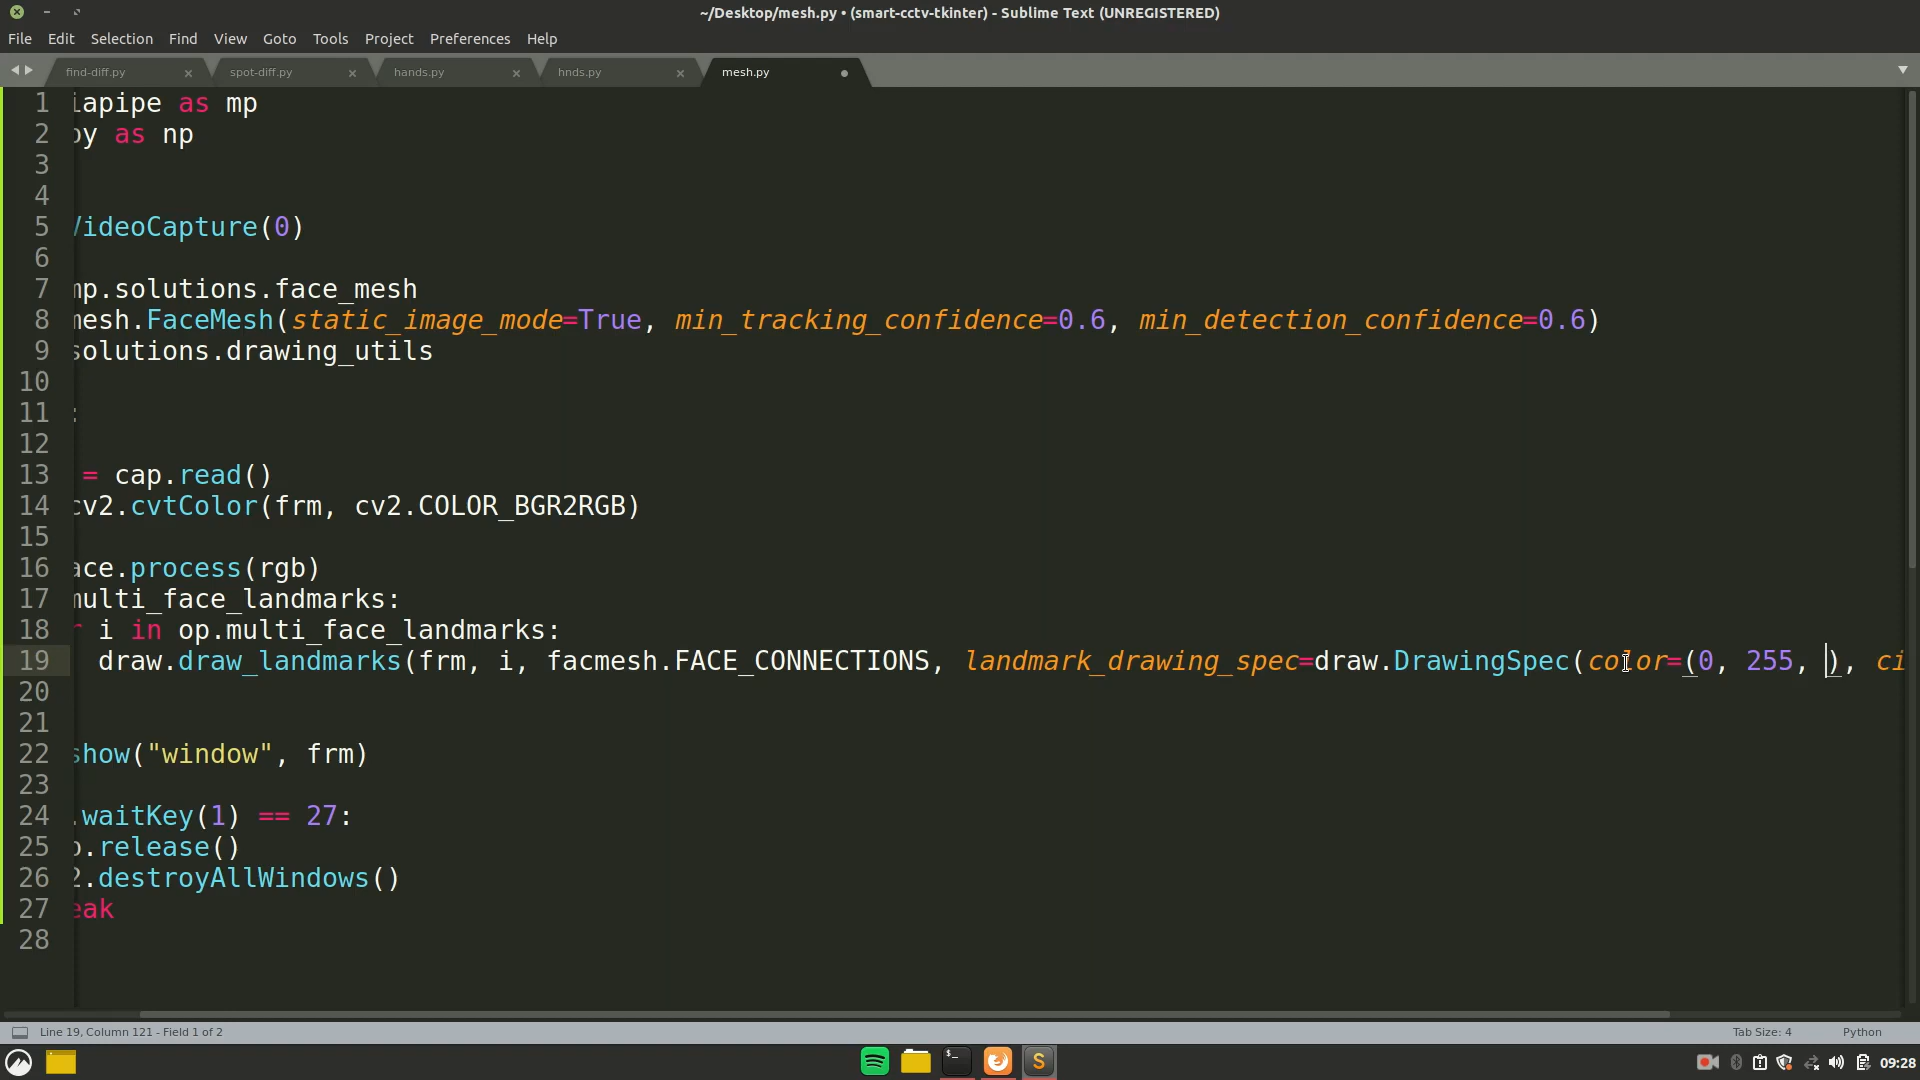 ~/Desktop/mesh.py • (smart-cctv-tkinter) - Sublime Text (UNREGISTERED)
File Edit Selection Find View Goto Tools Project Preferences Help
find-diff.py spot-diff.py hands.py hnds.py mesh.py
1 iapipe as mp
2 py as np
3
4
5 VideoCapture(0)
6
7 mp.solutions.face_mesh
8 mesh.FaceMesh(static_image_mode=True, min_tracking_confidence=0.6, min_detection_confidence=0.6)
9 solutions.drawing_utils
10
11 :
12
13 = cap.read()
14 cv2.cvtColor(frm, cv2.COLOR_BGR2RGB)
15
16 ace.process(rgb)
17 multi_face_landmarks:
18 r i in op.multi_face_landmarks:
19 draw.draw_landmarks(frm, i, facmesh.FACE_CONNECTIONS, landmark_drawing_spec=draw.DrawingSpec(color=(0, 255, ), ci
20
21
22 show("window", frm)
23
24 .waitKey(1) == 27:
25 p.release()
26 2.destroyAllWindows()
27 eak
28
Line 19, Column 121 - Field 1 of 2 Tab Size: 4 Python
09:28